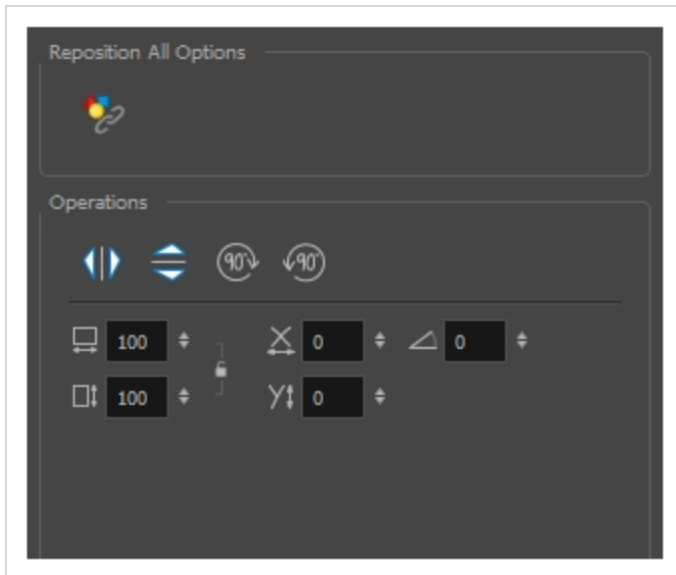 Reposition All Options
Operations
90° 90°
100 X 0 0
100 Y 0